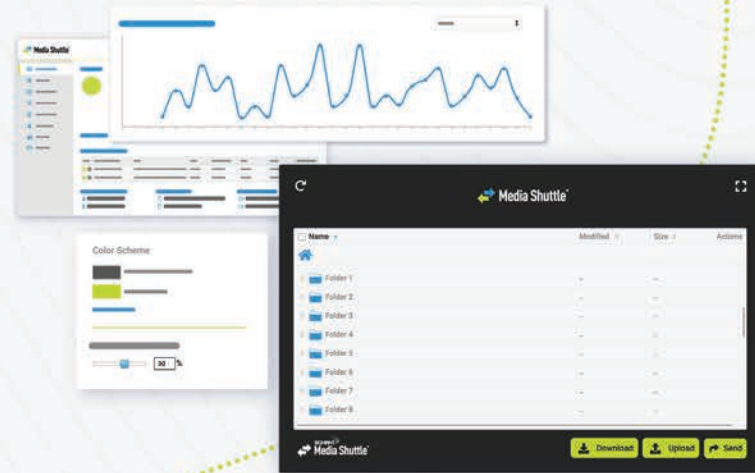 Media Shuttle
Media Shuttle
Name
Modified
Size
Actions
Color Scheme
Folder 1
Folder 2
Folder 3
Folder 4
Folder 5
Folder 6
Folder 7
Folder 8
30 %
Media Shuttle
Download
Upload
Send